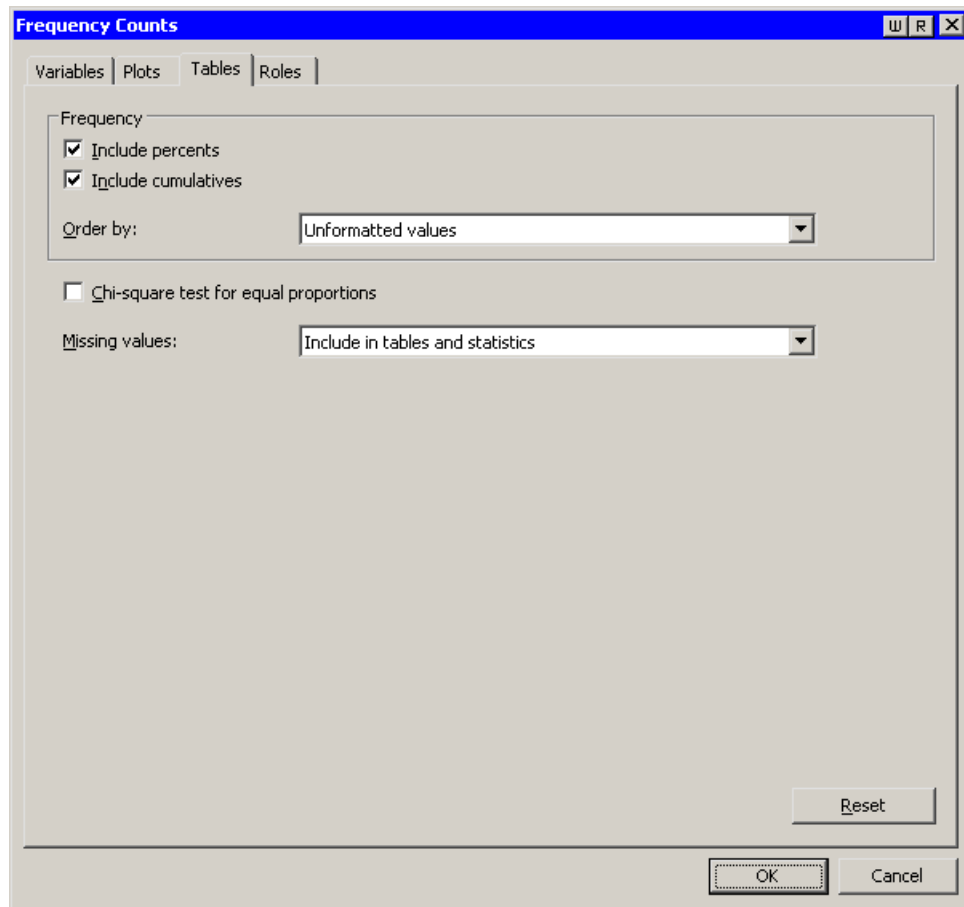 Frequency Counts W R X
Variables Plots Tables Roles
Frequency
Include percents
Include cumulatives
Order by: Unformatted values
Chi-square test for equal proportions
Missing values: Include in tables and statistics
Reset
OK Cancel